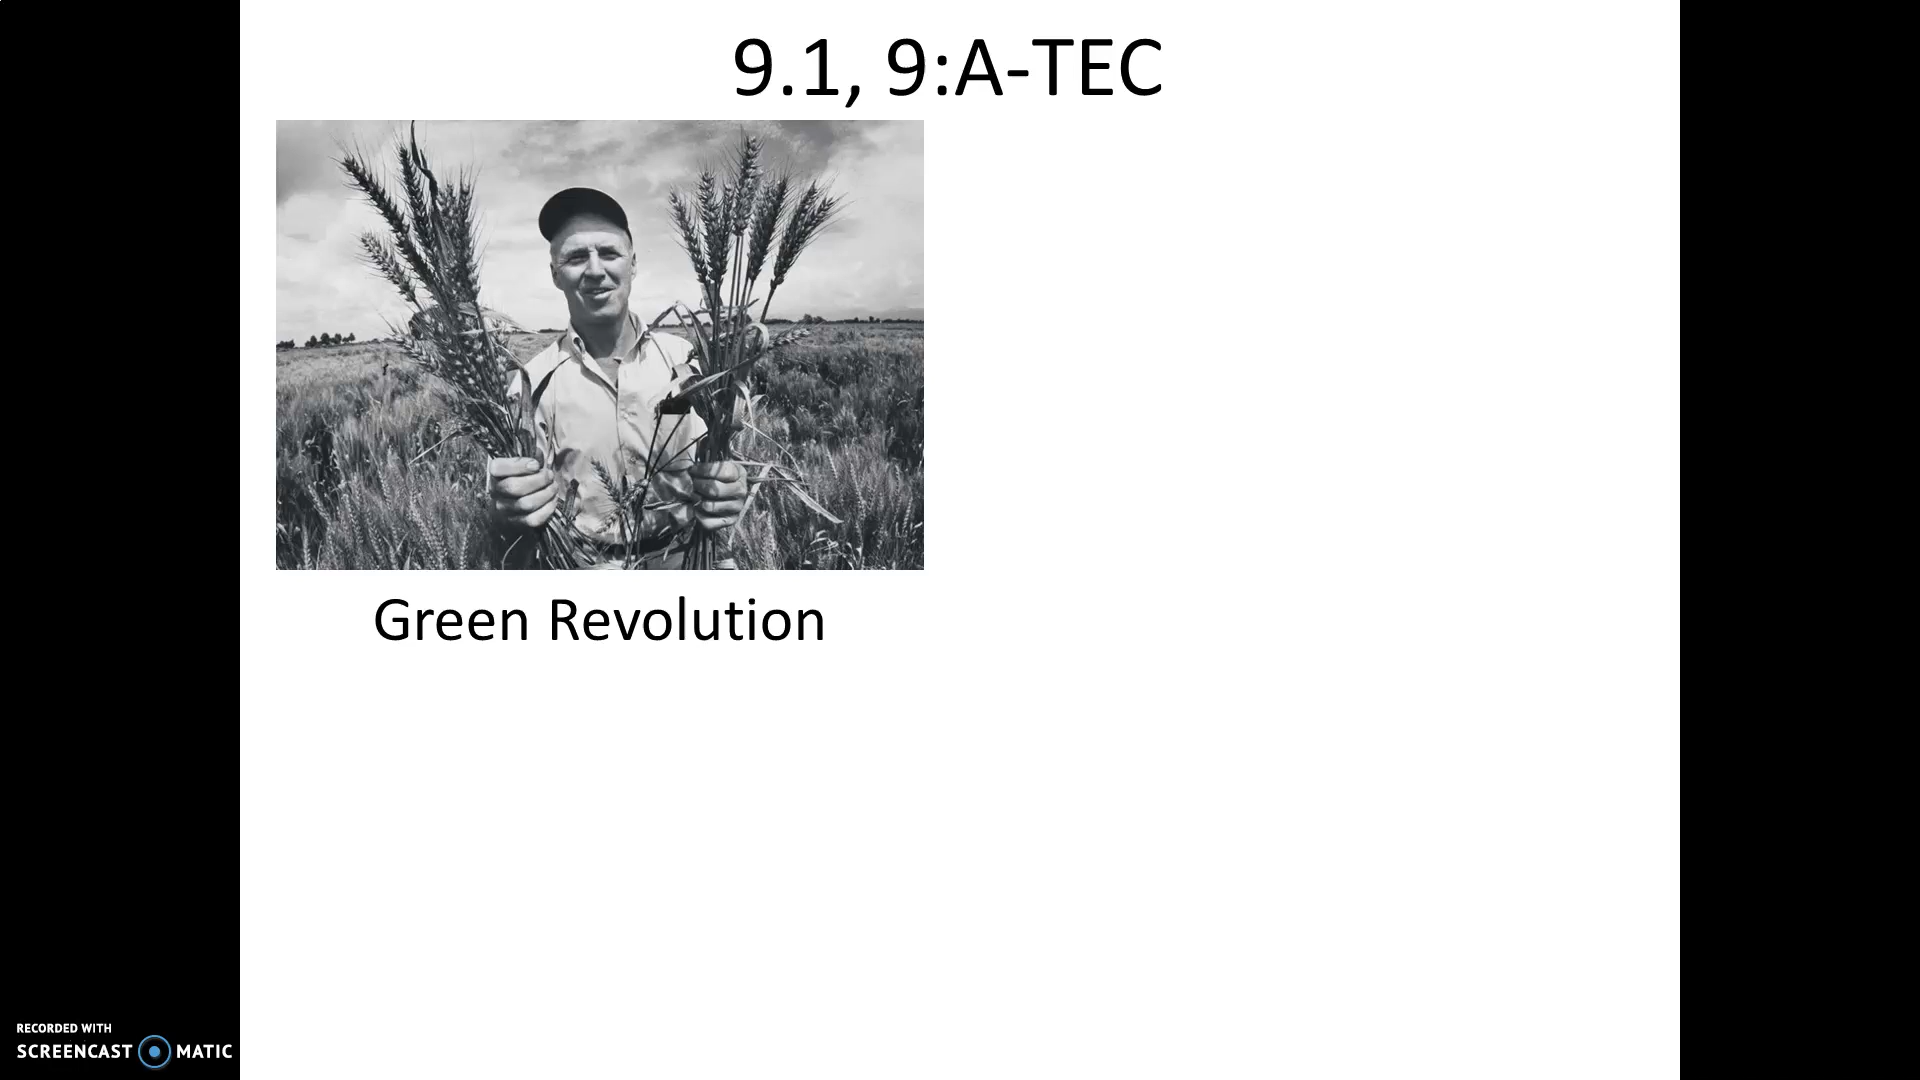 9.1, 9:A-TEC
Green Revolution
RECORDED WITH
SCREENCAST MATIC